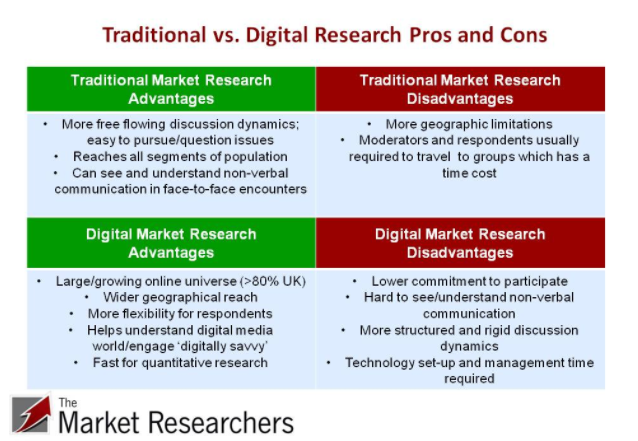 Traditional vs. Digital Research Pros and Cons
Traditional Market Research
Advantages
Traditional Market Research
Disadvantages
• More free flowing discussion dynamics;
easy to pursue/question issues
• Reaches all segments of population
• Can see and understand non-verbal
communication in face-to-face encounters
• More geographic limitations
• Moderators and respondents usually
required to travel to groups which has a
time cost
Digital Market Research
Advantages
Digital Market Research
Disadvantages
• Large/growing online universe (>80% UK)
• Wider geographical reach
• More flexibility for respondents
• Helps understand digital media
world/engage ‘digitally savvy’
• Fast for quantitative research
• Lower commitment to participate
• Hard to see/understand non-verbal
communication
• More structured and rigid discussion
dynamics
• Technology set-up and management time
required
The
Market Researchers